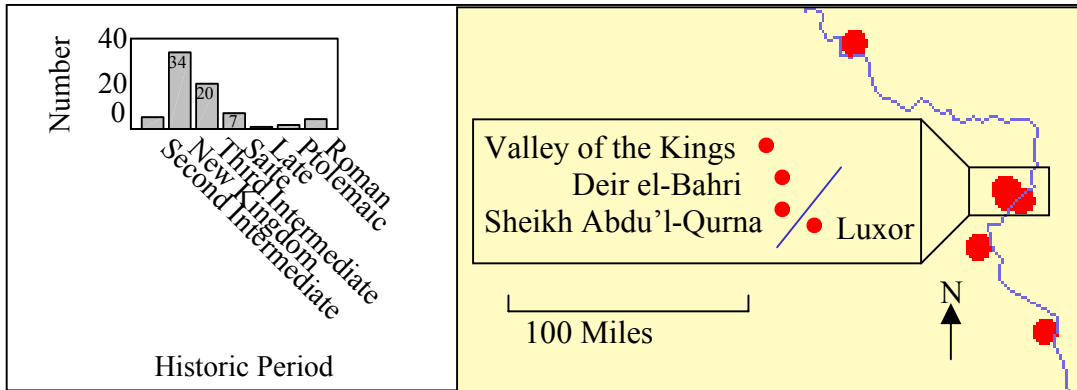 40
20
0
Number
34
20
7
Second Intermediate
New Kingdom
Third Intermediate
Saite
Late
Ptolemaic
Roman
Historic Period
Valley of the Kings
Deir el-Bahri
Sheikh Abdu’l-Qurna
Luxor
100 Miles
N